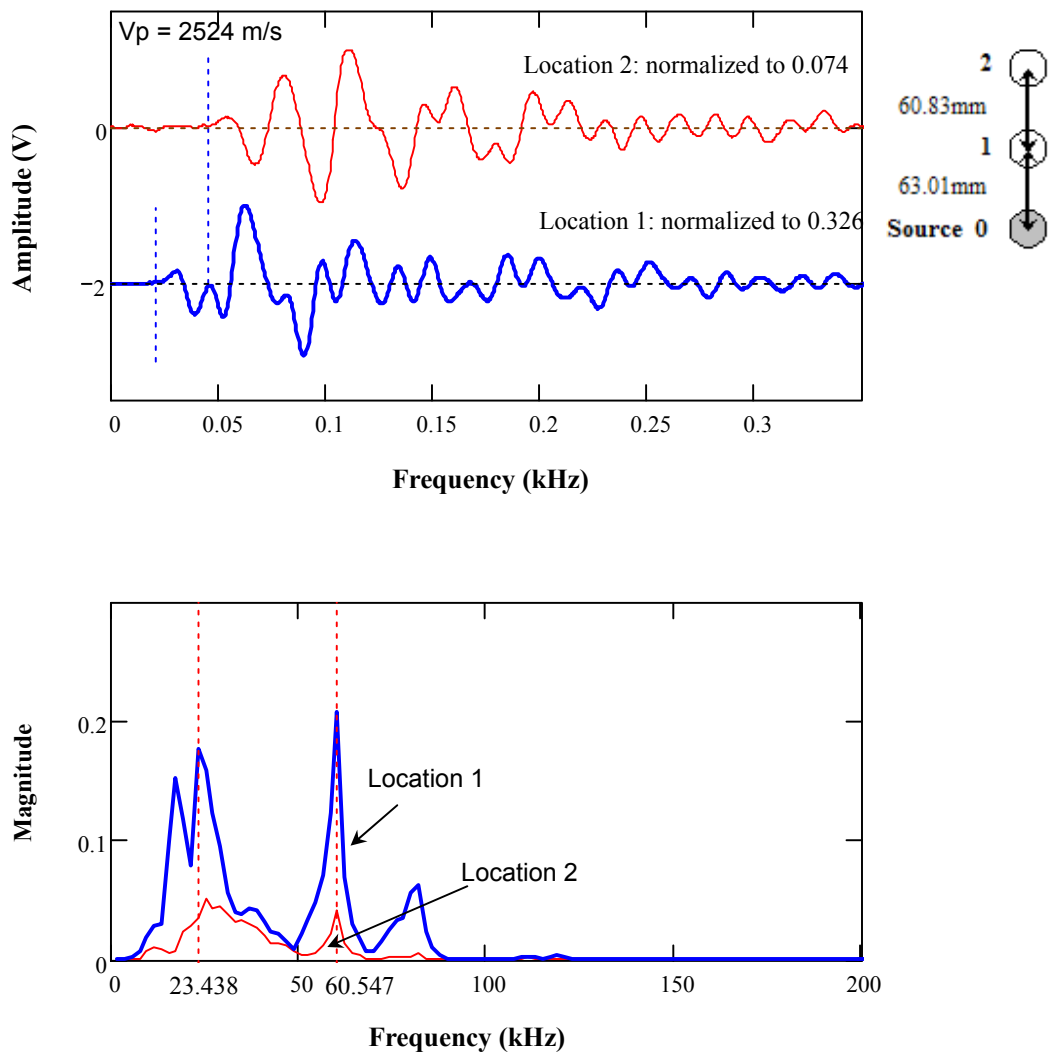 Vp = 2524 m/s
Location 2: normalized to 0.074
0
Location 1: normalized to 0.326
−2
Amplitude (V)
0 0.05 0.1 0.15 0.2 0.25 0.3
Frequency (kHz)
2
60.83mm
1
63.01mm
Source 0
0.2
0.1
0
Magnitude
Location 1
Location 2
0 23.438 50 60.547 100 150 200
Frequency (kHz)